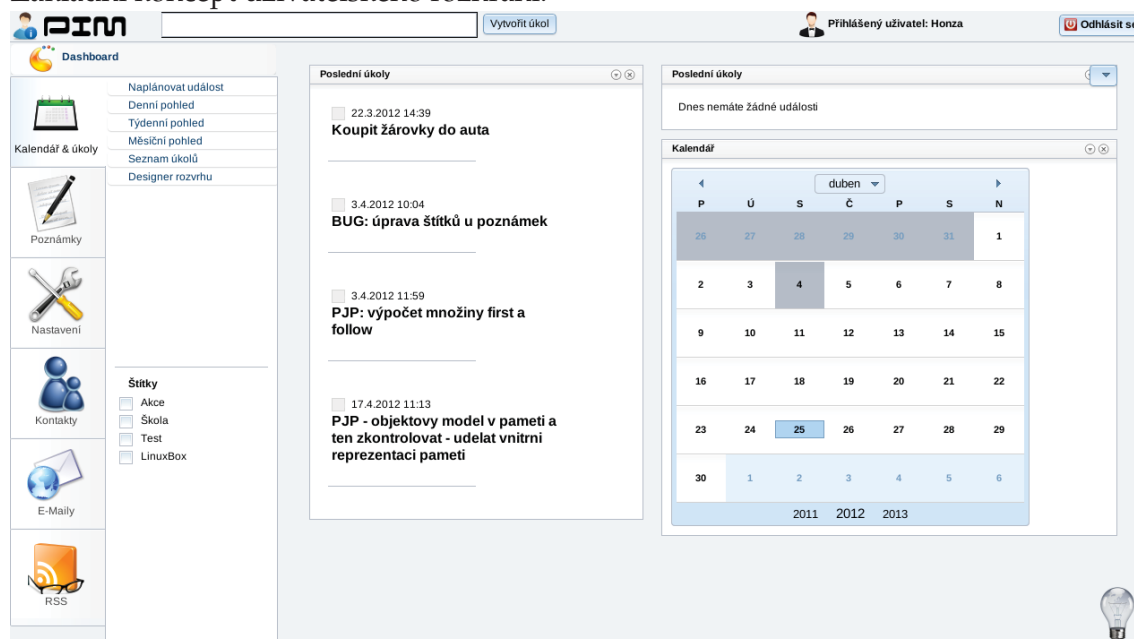 Základní koncept uživatelského rozhraní.
PIM
Vytvořit úkol
Přihlášený uživatel: Honza
Odhlásit se
Dashboard
Kalendář & úkoly
Poznámky
Nastavení
Kontakty
E-Maily
RSS
Naplánovat událost
Denní pohled
Týdenní pohled
Měsíční pohled
Seznam úkolů
Designer rozvrhu
Štítky
Akce
Škola
Test
LinuxBox
Poslední úkoly
22.3.2012 14:39
Koupit žárovky do auta
3.4.2012 10:04
BUG: úprava štítků u poznámek
3.4.2012 11:59
PJP: výpočet množiny first a
follow
17.4.2012 11:13
PJP - objektovy model v pameti a
ten zkontrolovat - udelat vnitrni
reprezentaci pameti
Poslední úkoly
Dnes nemáte žádné události
Kalendář
duben
P Ú S Č P S N
26 27 28 29 30 31 1
2 3 4 5 6 7 8
9 10 11 12 13 14 15
16 17 18 19 20 21 22
23 24 25 26 27 28 29
30 1 2 3 4 5 6
2011 2012 2013